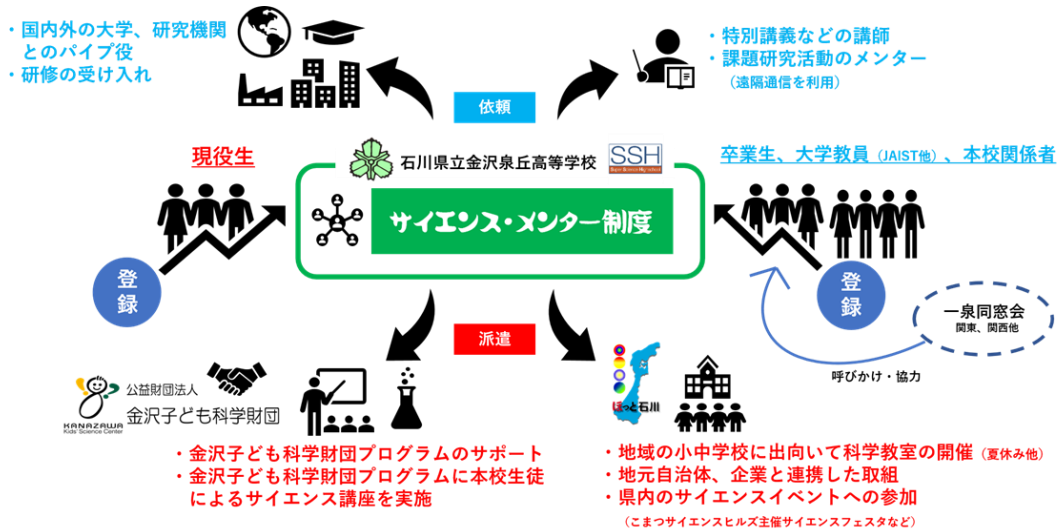 ・国内外の大学、研究機関
とのパイプ役
・研修の受け入れ
・特別講義などの講師
・課題研究活動のメンター
（遠隔通信を利用）
依頼
現役生
石川県立金沢泉丘高等学校
SSH
Super Science High School
卒業生、大学教員（JAIST他）、本校関係者
サイエンス・メンター制度
登録
登録
一泉同窓会
関東、関西他
呼びかけ・協力
派遣
公益財団法人
金沢子ども科学財団
KANAZAWA
Kids' Science Center
ほっと石川
・金沢子ども科学財団プログラムのサポート
・金沢子ども科学財団プログラムに本校生徒
によるサイエンス講座を実施
・地域の小中学校に出向いて科学教室の開催（夏休み他）
・地元自治体、企業と連携した取組
・県内のサイエンスイベントへの参加
（こまつサイエンスヒルズ主催サイエンスフェスタなど）